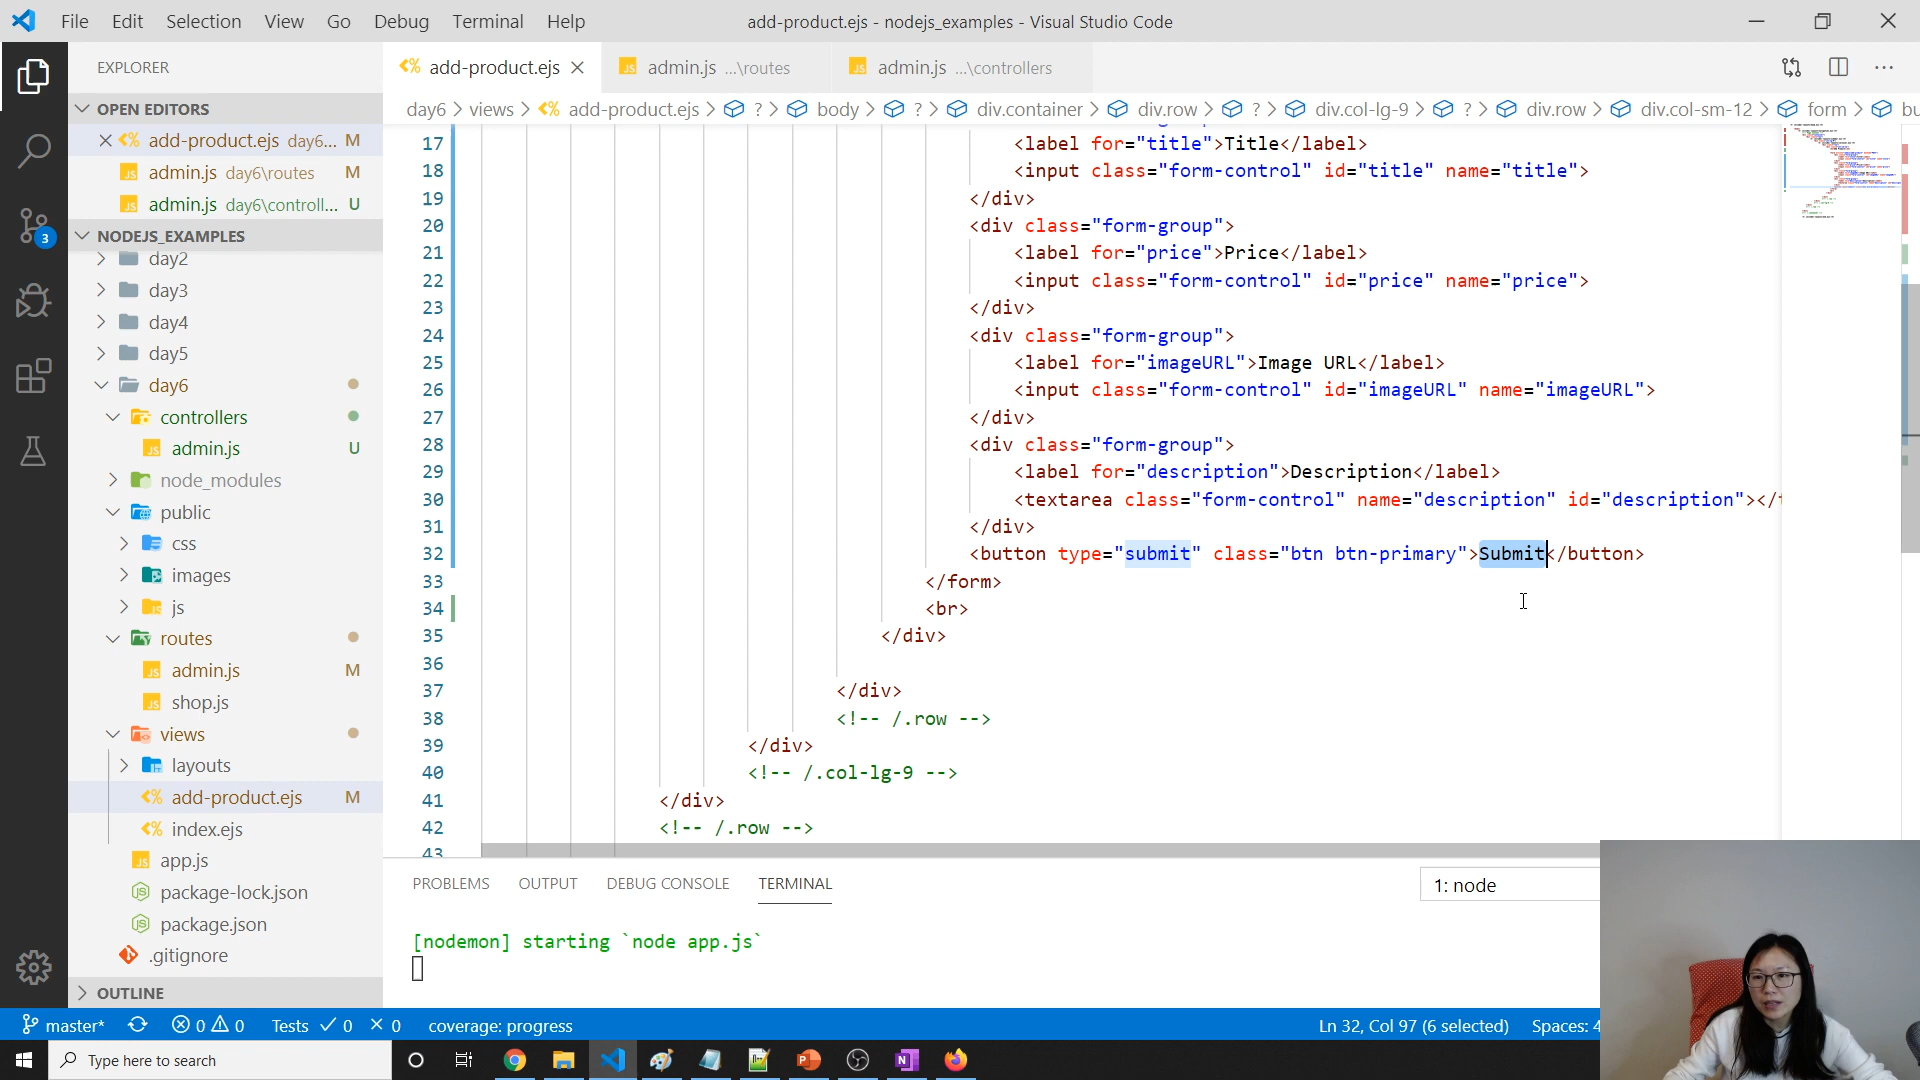 File Edit Selection View Go Debug Terminal Help
add-product.ejs - nodejs_examples - Visual Studio Code
EXPLORER
OPEN EDITORS
add-product.ejs day6... M
admin.js day6\routes M
admin.js day6\controll... U
NODEJS_EXAMPLES
day2
day3
day4
day5
day6
controllers
admin.js U
node_modules
public
css
images
js
routes
admin.js M
shop.js
views
layouts
add-product.ejs M
index.ejs
app.js
package-lock.json
package.json
.gitignore
OUTLINE
3
add-product.ejs
admin.js ...\routes
admin.js ...\controllers
day6 > views > add-product.ejs > ? > body > ? > div.container > div.row > ? > div.col-lg-9 > ? > div.row > div.col-sm-12 > form > bu
17 <label for="title">Title</label>
18 <input class="form-control" id="title" name="title">
19 </div>
20 <div class="form-group">
21 <label for="price">Price</label>
22 <input class="form-control" id="price" name="price">
23 </div>
24 <div class="form-group">
25 <label for="imageURL">Image URL</label>
26 <input class="form-control" id="imageURL" name="imageURL">
27 </div>
28 <div class="form-group">
29 <label for="description">Description</label>
30 <textarea class="form-control" name="description" id="description"></t
31 </div>
32 <button type="submit" class="btn btn-primary">Submit</button>
33 </form>
34 <br>
35 </div>
36
37 </div>
38 <!-- /.row -->
39 </div>
40 <!-- /.col-lg-9 -->
41 </div>
42 <!-- /.row -->
43
PROBLEMS OUTPUT DEBUG CONSOLE TERMINAL
1: node
[nodemon] starting `node app.js`
master* 0 0 Tests 0 0 coverage: progress
Ln 32, Col 97 (6 selected) Spaces: 4
Type here to search